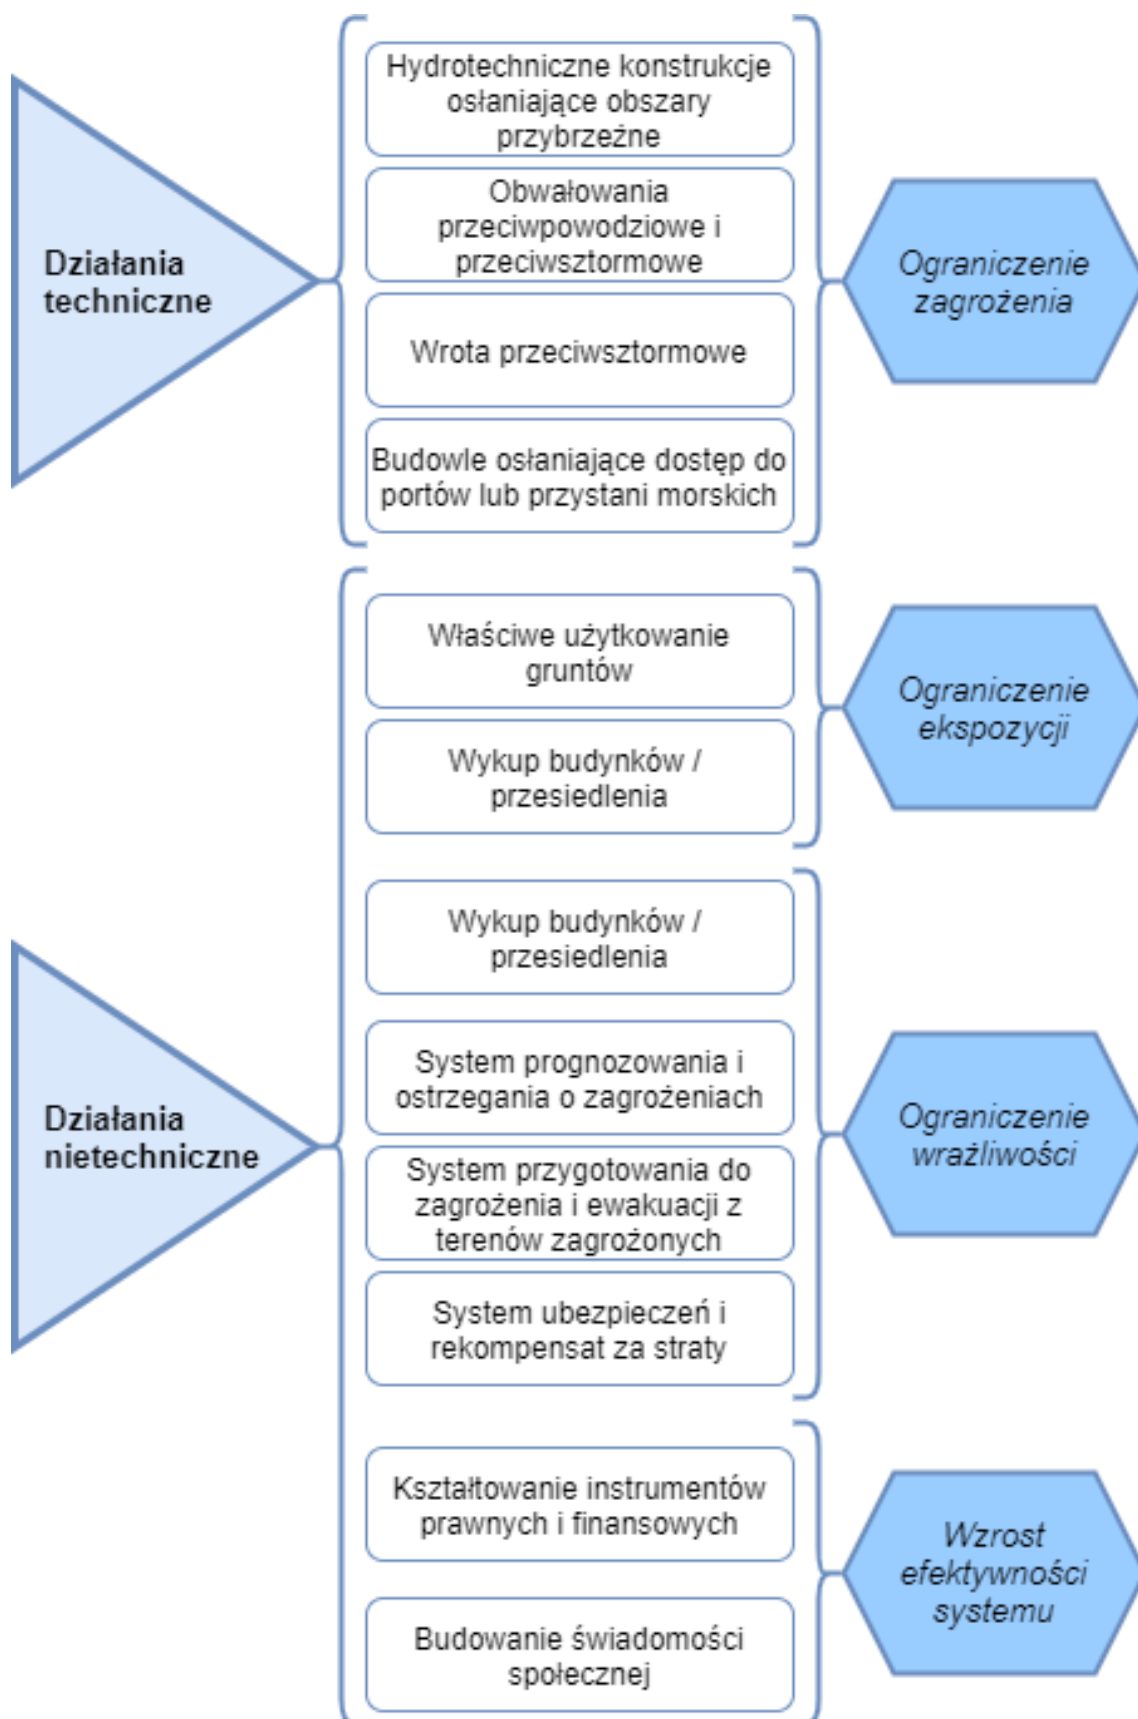 Działania
techniczne
Hydrotechniczne konstrukcje
osłaniające obszary
przybrzeżne
Obwałowania
przeciwpowodziowe i
przeciwsztormowe
Wrota przeciwsztormowe
Budowle osłaniające dostęp do
portów lub przystani morskich
Ograniczenie
zagrożenia
Działania
nietechniczne
Właściwe użytkowanie
gruntów
Wykup budynków /
przesiedlenia
Ograniczenie
ekspozycji
Wykup budynków /
przesiedlenia
System prognozowania i
ostrzegania o zagrożeniach
System przygotowania do
zagrożenia i ewakuacji z
terenów zagrożonych
System ubezpieczeń i
rekompensat za straty
Ograniczenie
wrażliwości
Kształtowanie instrumentów
prawnych i finansowych
Budowanie świadomości
społecznej
Wzrost
efektywności
systemu